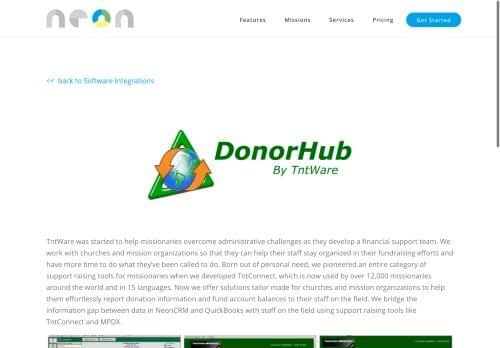 neon
Features Missions Services Pricing Get Started
<< back to Software Integrations
DonorHub
By TntWare
TntWare was started to help missionaries overcome administrative challenges as they develop a financial support team. We
work with churches and mission organizations so that they can help their staff stay organized in their fundraising efforts and
have more time to do what they've been called to do. Born out of personal need, we pioneered an entire category of
support raising tools for missionaries when we developed TntConnect, which is now used by over 12,000 missionaries
around the world and in 15 languages. Now we offer solutions tailor made for churches and mission organizations to help
them effortlessly report donation information and fund account balances to their staff on the field. We bridge the
information gap between data in NeonCRM and QuickBooks with staff on the field using support raising tools like
TntConnect and MPDX.